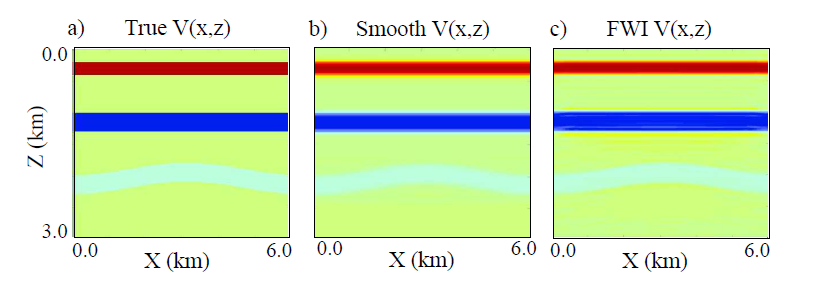 a) True V(x,z)
b) Smooth V(x,z)
c) FWI V(x,z)
0.0
Z (km)
3.0
0.0 6.0
X (km)
0.0 6.0
X (km)
0.0 6.0
X (km)